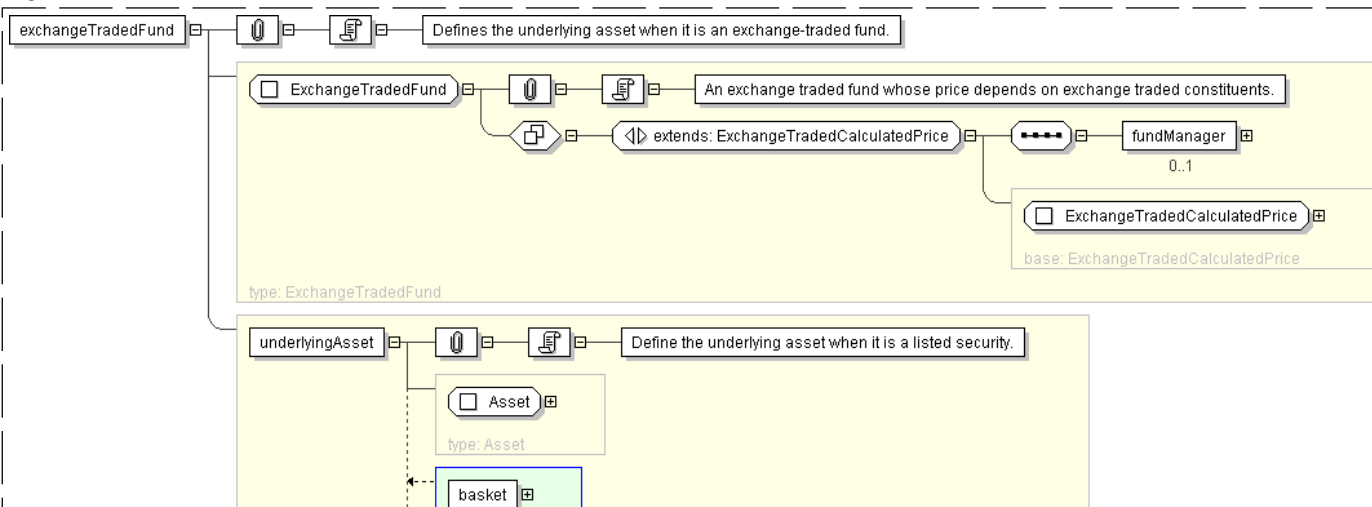 exchangeTradedFund
Defines the underlying asset when it is an exchange-traded fund.
ExchangeTradedFund
An exchange traded fund whose price depends on exchange traded constituents.
extends: ExchangeTradedCalculatedPrice
fundManager
0..1
ExchangeTradedCalculatedPrice
base: ExchangeTradedCalculatedPrice
type: ExchangeTradedFund
underlyingAsset
Define the underlying asset when it is a listed security.
Asset
type: Asset
basket